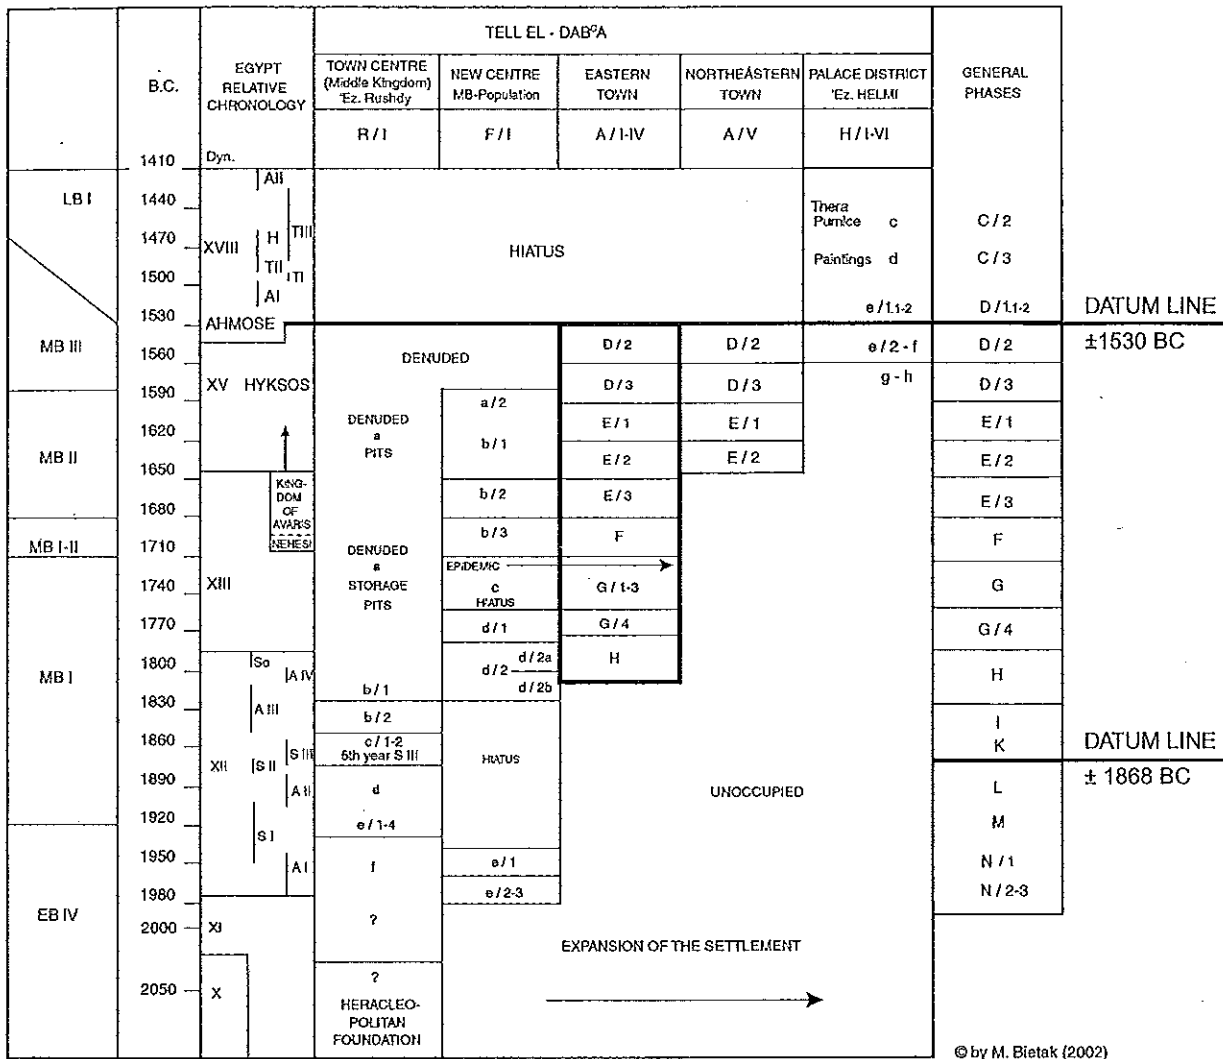 TELL EL - DABᶜA
B.C.
EGYPT
RELATIVE
CHRONOLOGY
Dyn.
TOWN CENTRE
(Middle Kingdom)
'Ez. Rushdy
R / I
NEW CENTRE
MB-Population
F / I
EASTERN
TOWN
A / I-IV
NORTHEASTERN
TOWN
A / V
PALACE DISTRICT
'Ez. HELMI
H / I-VI
GENERAL
PHASES
LB I
MB III
MB II
MB I-II
MB I
EB IV
1410
1440
1470
1500
1530
1560
1590
1620
1650
1680
1710
1740
1770
1800
1830
1860
1890
1920
1950
1980
2000
2050
AII
TIII
H
XVIII
TII
TI
AI
AHMOSE
XV HYKSOS
KING-
DOM
OF
AVARIS
NEHESI
XIII
So
A IV
A III
S III
XII
S II
A II
S I
A I
XI
X
HIATUS
DENUDED
DENUDED
a
PITS
DENUDED
a
STORAGE
PITS
b / 1
b / 2
c / 1-2
5th year S III
d
e / 1-4
f
?
?
HERACLEO-
POLITAN
FOUNDATION
a / 2
b / 1
b / 2
b / 3
EPIDEMIC
c
HIATUS
d / 1
d / 2a
d / 2
d / 2b
HIATUS
e / 1
e / 2-3
D / 2
D / 3
E / 1
E / 2
E / 3
F
G / 1-3
G / 4
H
D / 2
D / 3
E / 1
E / 2
UNOCCUPIED
EXPANSION OF THE SETTLEMENT
Thera
Pumice c
Paintings d
e / 1.1-2
e / 2 - f
g - h
C / 2
C / 3
D / 1.1-2
D / 2
D / 3
E / 1
E / 2
E / 3
F
G
G / 4
H
I
K
L
M
N / 1
N / 2-3
DATUM LINE
±1530 BC
DATUM LINE
± 1868 BC
© by M. Bietak (2002)